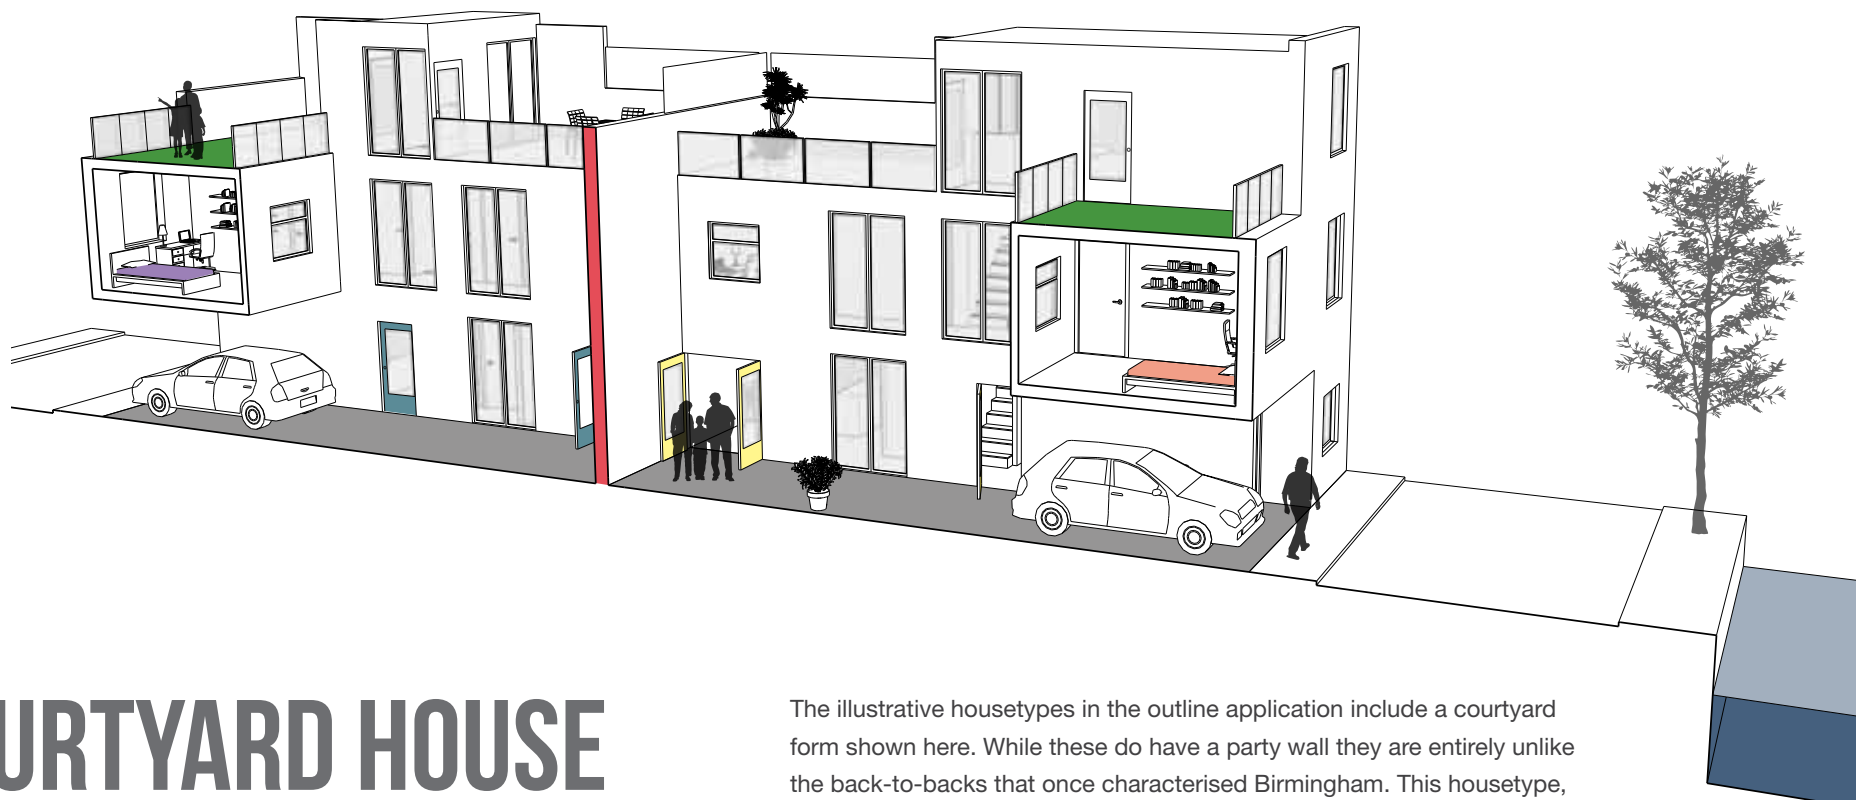 URTYARD HOUSE
The illustrative housetypes in the outline application include a courtyard
form shown here. While these do have a party wall they are entirely unlike
the back-to-backs that once characterised Birmingham. This housetype,